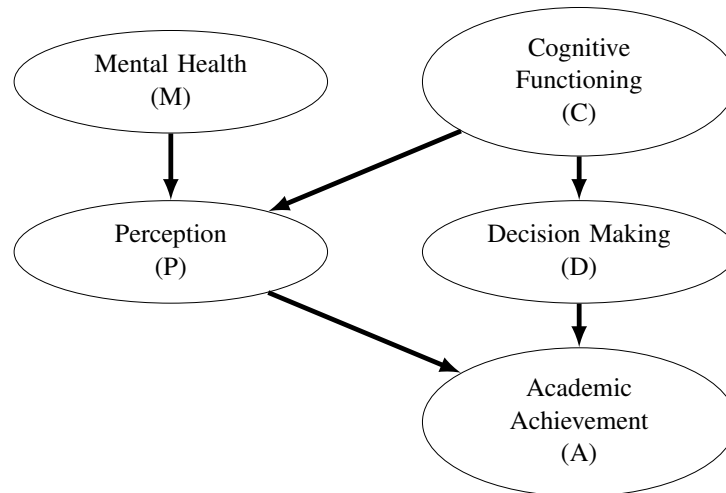 Mental Health
(M)
Cognitive
Functioning
(C)
Perception
(P)
Decision Making
(D)
Academic
Achievement
(A)